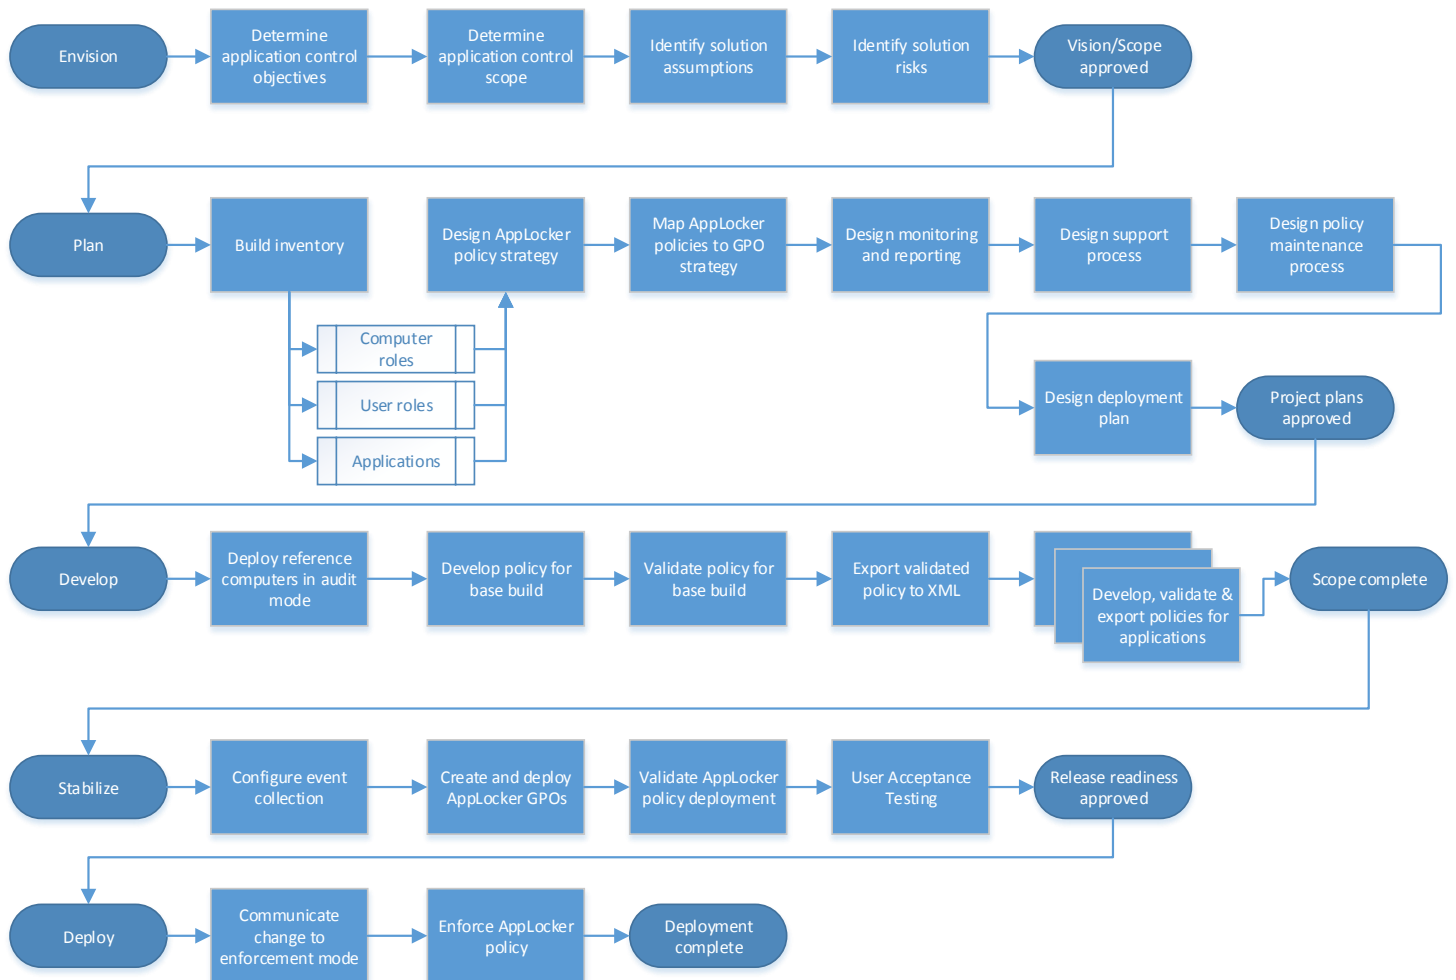 Envision
Determine
application control
objectives
Determine
application control
scope
Identify solution
assumptions
Identify solution
risks
Vision/Scope
approved
Plan
Build inventory
Computer
roles
User roles
Applications
Design AppLocker
policy strategy
Map AppLocker
policies to GPO
strategy
Design monitoring
and reporting
Design support
process
Design policy
maintenance
process
Design deployment
plan
Project plans
approved
Develop
Deploy reference
computers in audit
mode
Develop policy for
base build
Validate policy for
base build
Export validated
policy to XML
Develop, validate &
export policies for
applications
Scope complete
Stabilize
Configure event
collection
Create and deploy
AppLocker GPOs
Validate AppLocker
policy deployment
User Acceptance
Testing
Release readiness
approved
Deploy
Communicate
change to
enforcement mode
Enforce AppLocker
policy
Deployment
complete